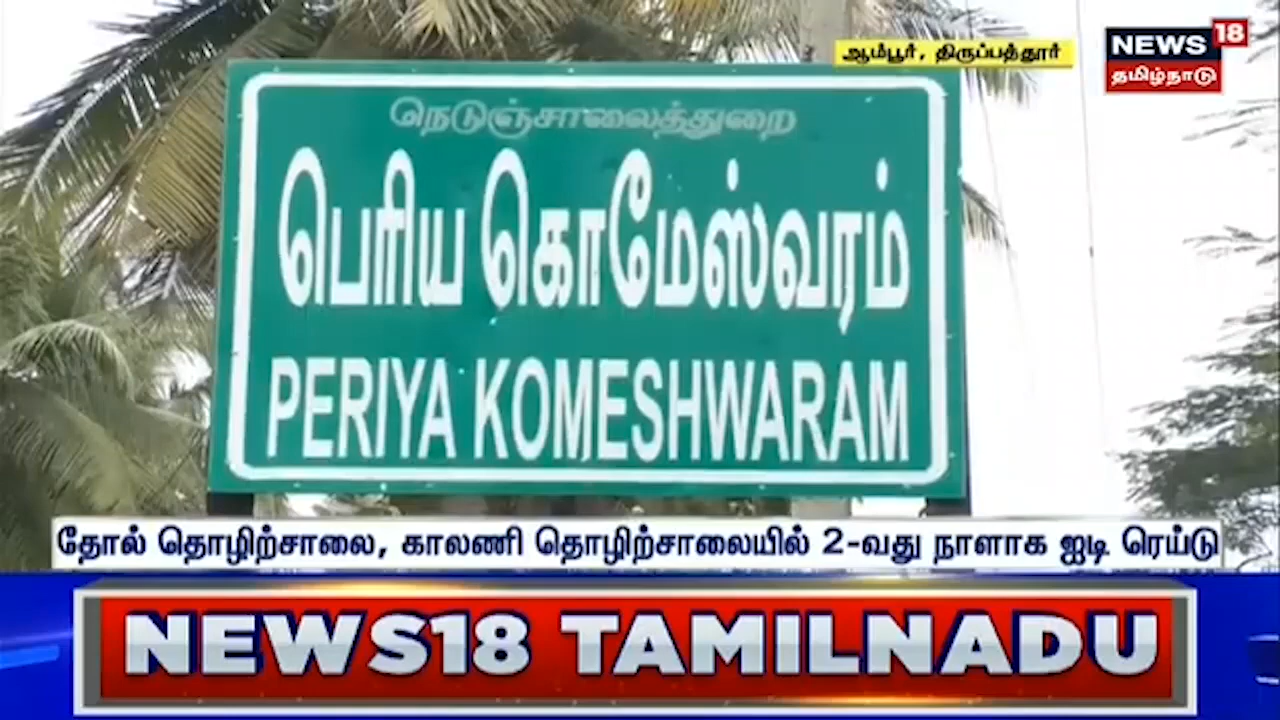 ஆம்பூர், திருப்பத்தூர்
NEWS 18
தமிழ்நாடு
நெடுஞ்சாலைத்துறை
பெரிய கொமேஸ்வரம்
PERIYA KOMESHWARAM
தோல் தொழிற்சாலை, காலணி தொழிற்சாலையில் 2-வது நாளாக ஐடி ரெய்டு
NEWS18 TAMILNADU